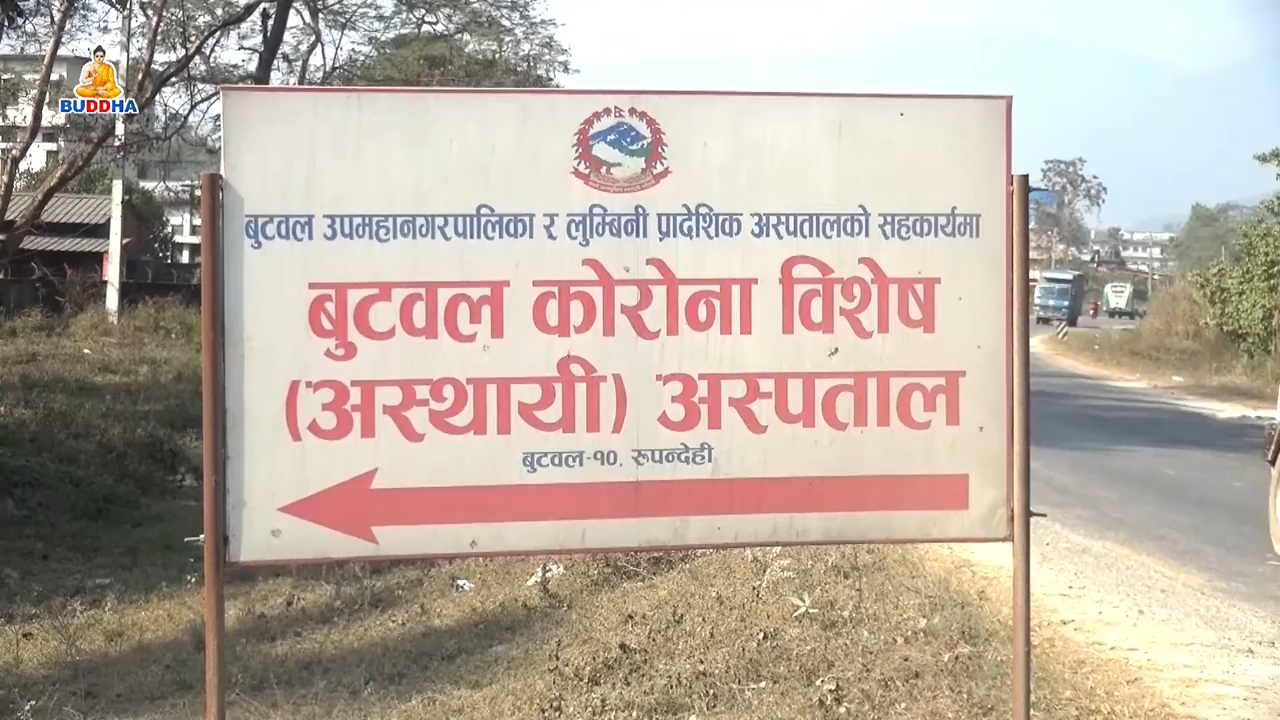 BUDDHA
बुटवल उपमहानगरपालिका र लुम्बिनी प्रादेशिक अस्पतालको सहकार्यमा
बुटवल कोरोना विशेष
(अस्थायी) अस्पताल
बुटवल-१०, रुपन्देही